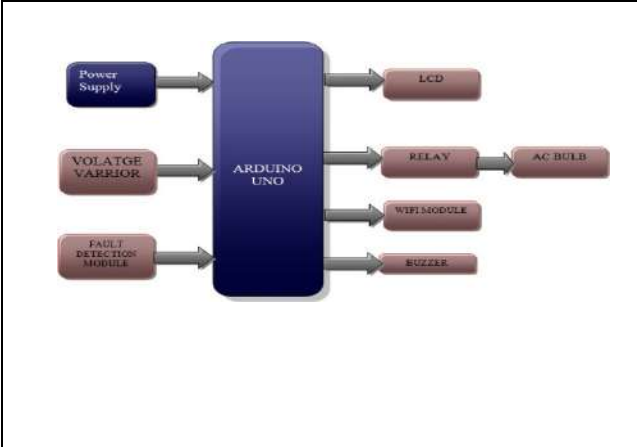 Power
Supply
LCD
VOLATGE
VARRIOR
ARDUINO
UNO
RELAY
AC BULB
WIFI MODULE
FAULT
DETECTION
MODULE
BUZZER